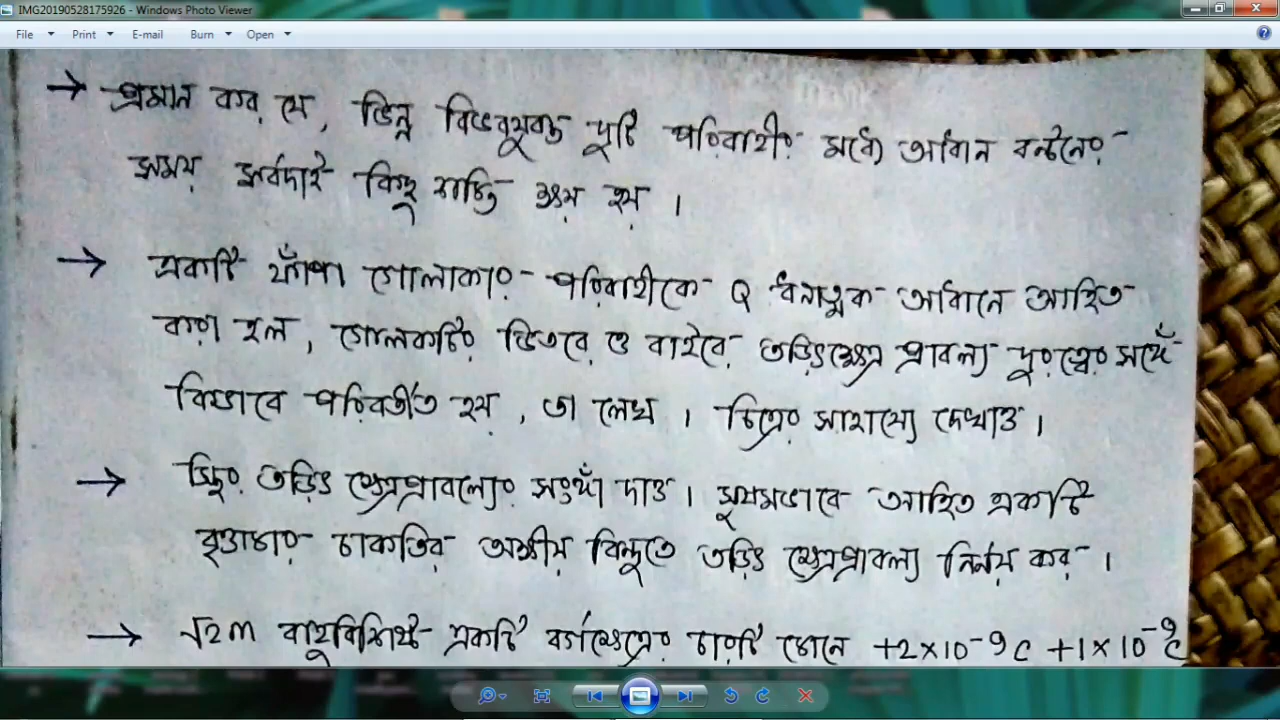 IMG20190528175926 - Windows Photo Viewer
File Print E-mail Burn Open
→ প্রমান কর যে, ভিন্ন বিভবযুক্ত দুটি পরিবাহীর মধ্যে আধান বন্টনের
সময় সর্বদাই কিছু শক্তি ক্ষয় হয় ।
→ একটি ফাঁপা গোলাকার পরিবাহীকে Q ধনাত্মক আধানে আহিত
করা হল, গোলকটির ভিতরে ও বাইরে তড়িৎক্ষেত্র প্রাবল্য দূরত্বের সঙ্গে
কিভাবে পরিবর্তীত হয়, তা লেখ । চিত্রের সাহায্যে দেখাও ।
→ স্থির তড়িৎ ক্ষেত্রপ্রাবল্যের সংজ্ঞা দাও । সুষমভাবে আহিত একটি
বৃত্তাকার চাকতির অক্ষীয় বিন্দুতে তড়িৎ ক্ষেত্রপ্রাবল্য নির্নয় কর ।
→ √2 m বাহুবিশিষ্ট একটি বর্গক্ষেত্রের চারটি কোনে +2×10⁻⁹C +1×10⁻⁹C